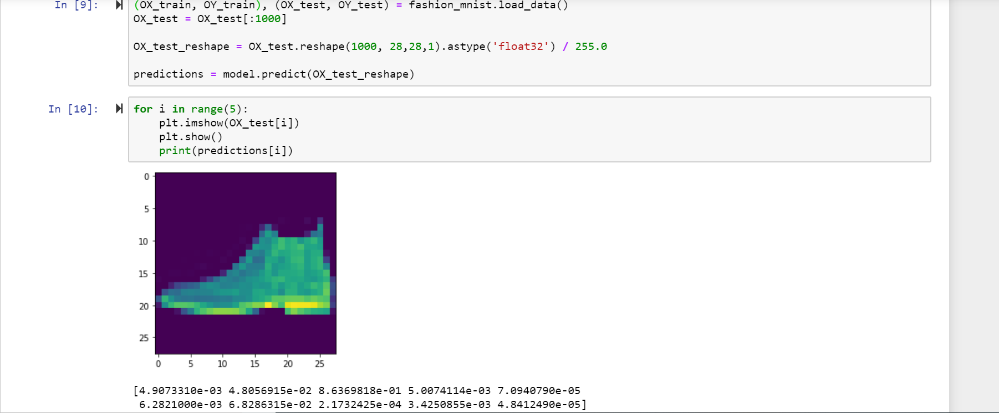 In [9]:
(OX_train, OY_train), (OX_test, OY_test) = fashion_mnist.load_data()
OX_test = OX_test[:1000]
OX_test_reshape = OX_test.reshape(1000, 28,28,1).astype('float32') / 255.0
predictions = model.predict(OX_test_reshape)
In [10]:
for i in range(5):
    plt.imshow(OX_test[i])
    plt.show()
    print(predictions[i])
0
5
10
15
20
25
0 5 10 15 20 25
[4.9073310e-03 4.8056915e-02 8.6369818e-01 5.0074114e-03 7.0940790e-05
 6.2821000e-03 6.8286315e-02 2.1732425e-04 3.4250855e-03 4.8412490e-05]